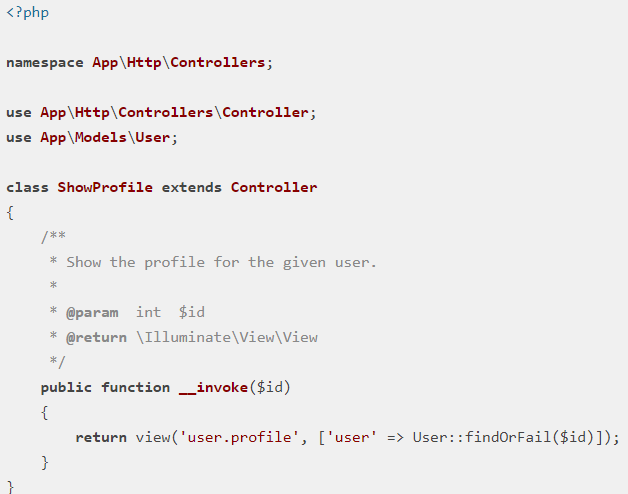 <?php
namespace App\Http\Controllers;
use App\Http\Controllers\Controller;
use App\Models\User;
class ShowProfile extends Controller
{
    /**
     * Show the profile for the given user.
     *
     * @param  int  $id
     * @return \Illuminate\View\View
     */
    public function __invoke($id)
    {
        return view('user.profile', ['user' => User::findOrFail($id)]);
    }
}